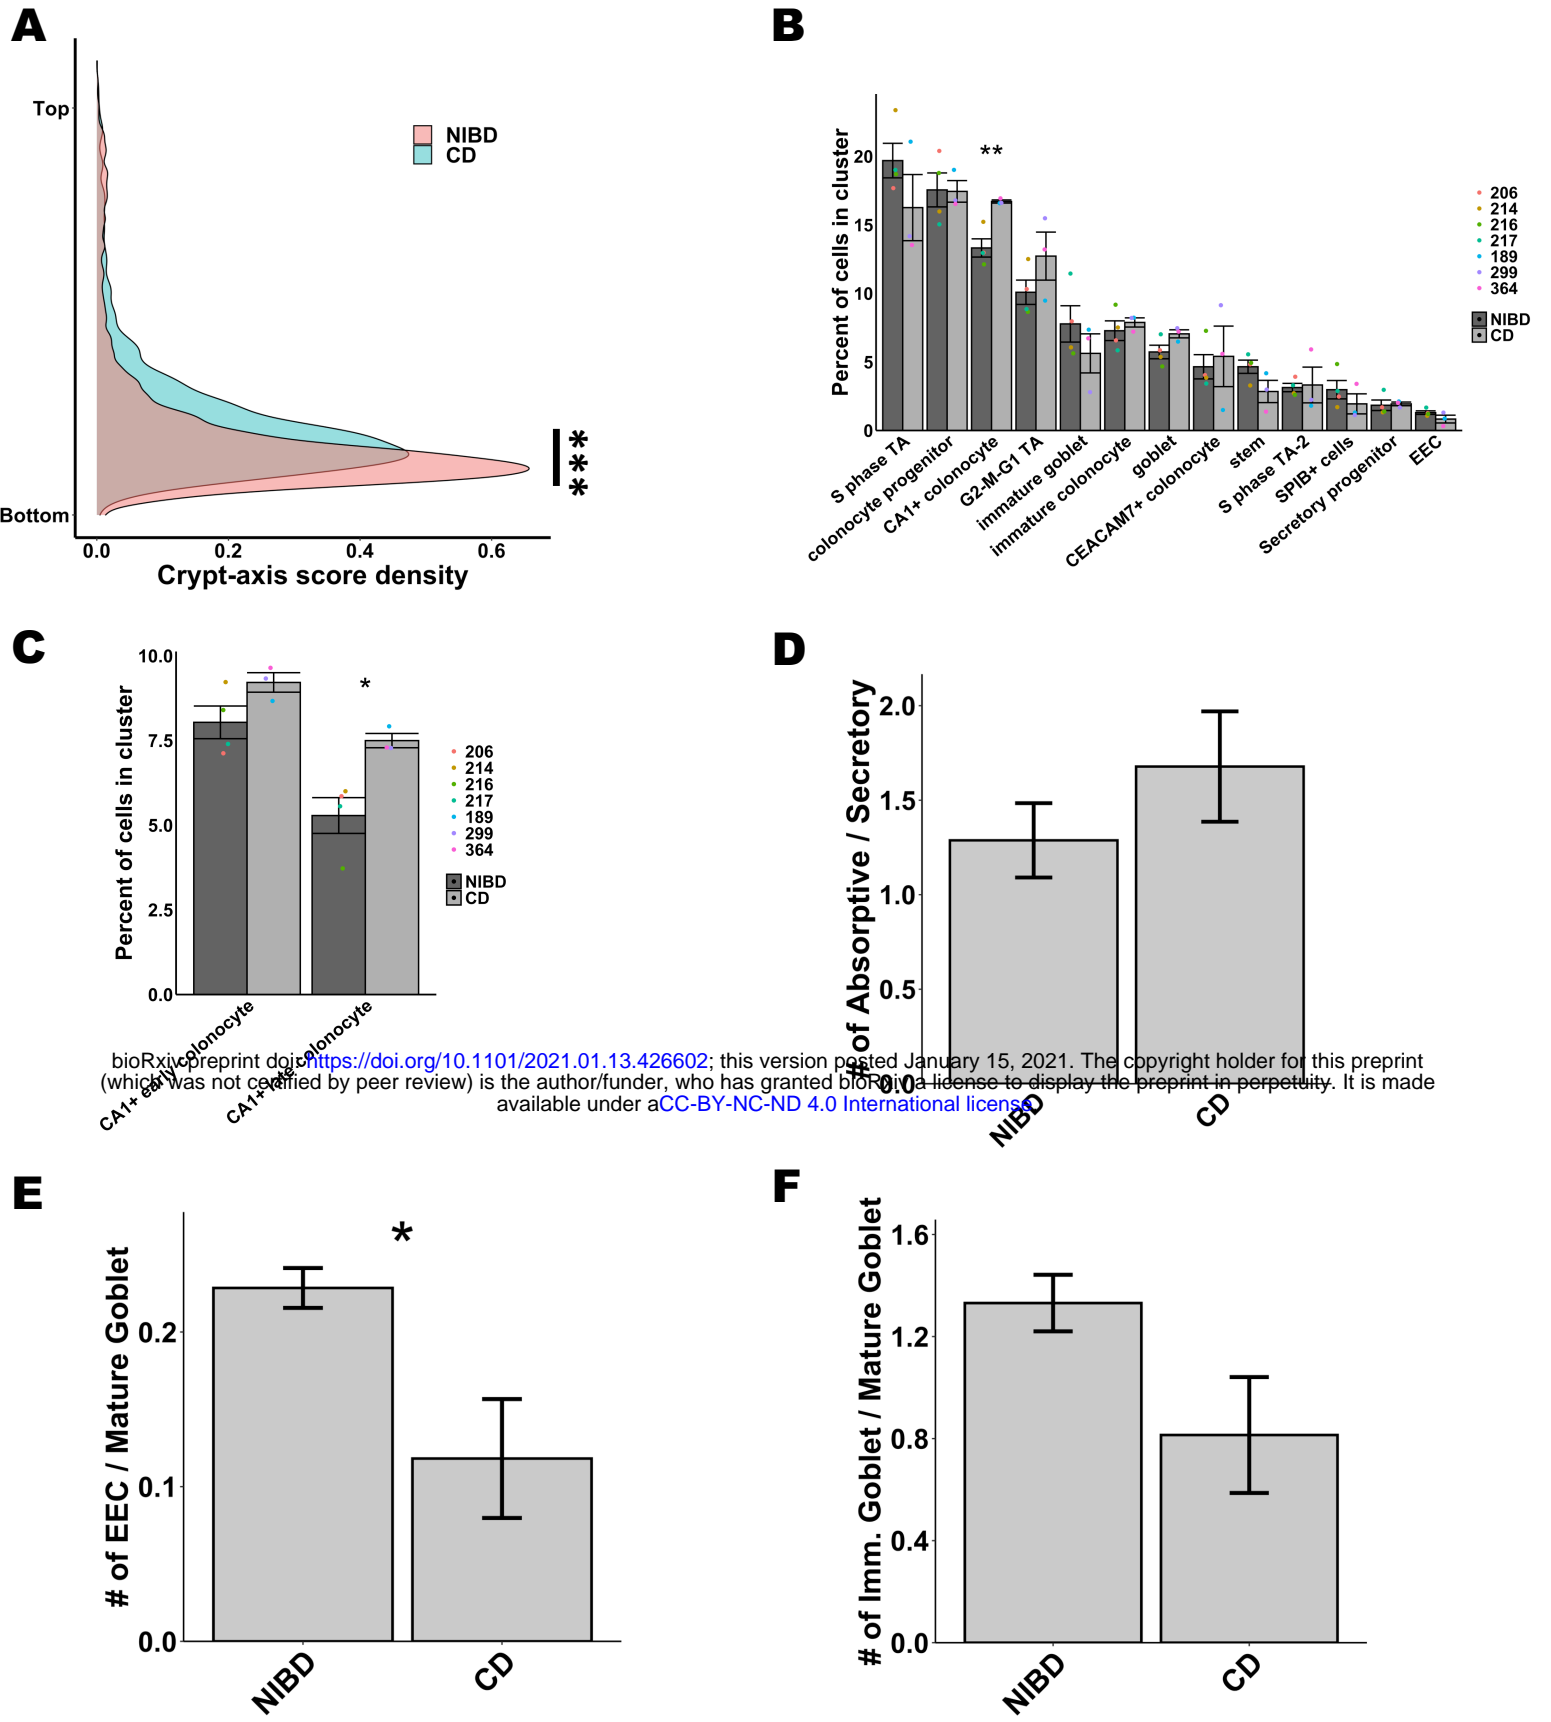 A
Top
Bottom
NIBD
CD
***
0.0 0.2 0.4 0.6
Crypt-axis score density
B
Percent of cells in cluster
20
15
10
5
0
**
206
214
216
217
189
299
364
NIBD
CD
S phase TA
colonocyte progenitor
CA1+ colonocyte
G2-M-G1 TA
immature goblet
immature colonocyte
goblet
CEACAM7+ colonocyte
stem
S phase TA-2
SPIB+ cells
Secretory progenitor
EEC
C
Percent of cells in cluster
10.0
7.5
5.0
2.5
0.0
*
206
214
216
217
189
299
364
NIBD
CD
CA1+ early colonocyte
CA1+ late colonocyte
D
# of Absorptive / Secretory
2.0
1.5
1.0
0.5
0.0
NIBD
CD
bioRxiv preprint doi: https://doi.org/10.1101/2021.01.13.426602; this version posted January 15, 2021. The copyright holder for this preprint
(which was not certified by peer review) is the author/funder, who has granted bioRxiv a license to display the preprint in perpetuity. It is made
available under aCC-BY-NC-ND 4.0 International license.
E
# of EEC / Mature Goblet
0.2
0.1
0.0
*
NIBD
CD
F
# of Imm. Goblet / Mature Goblet
1.6
1.2
0.8
0.4
0.0
NIBD
CD